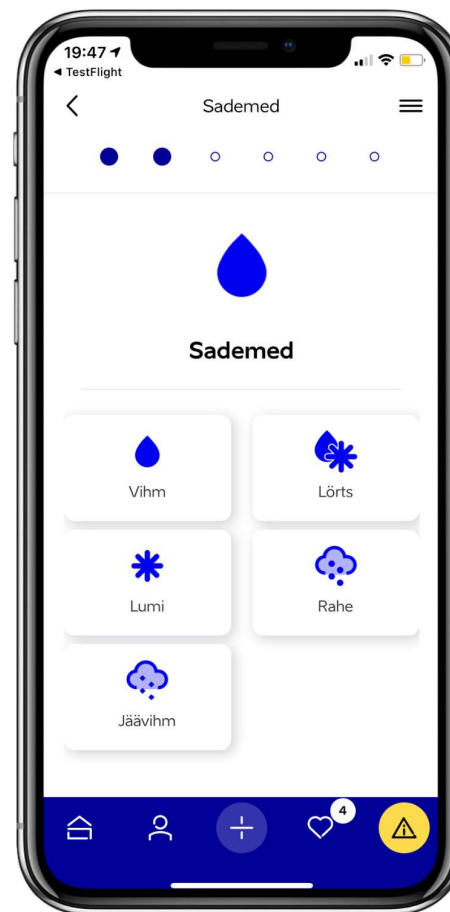 19:47
◀ TestFlight
Sademed
Sademed
Vihm
Lörts
Lumi
Rahe
Jäävihm
4